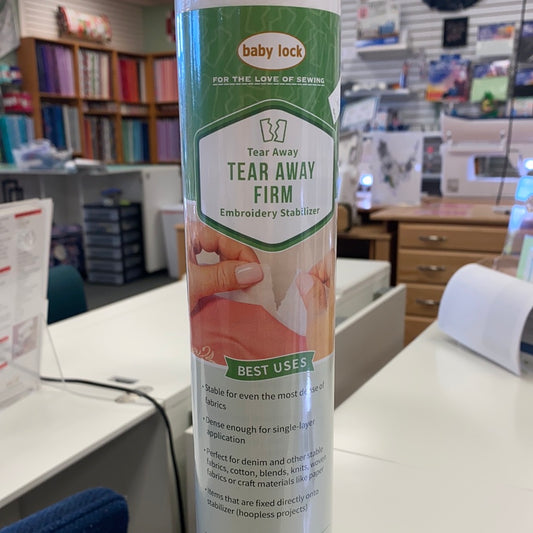 baby lock
FOR THE LOVE OF SEWING
Tear Away
TEAR AWAY
FIRM
Embroidery Stabilizer
BEST USES
• Stable for even the most dense of
fabrics
• Dense enough for single-layer
application
• Perfect for denim and other stable
fabrics, cotton, blends, knits, woven
fabrics or craft materials like paper
• Items that are fixed directly onto
stabilizer (hoopless projects)